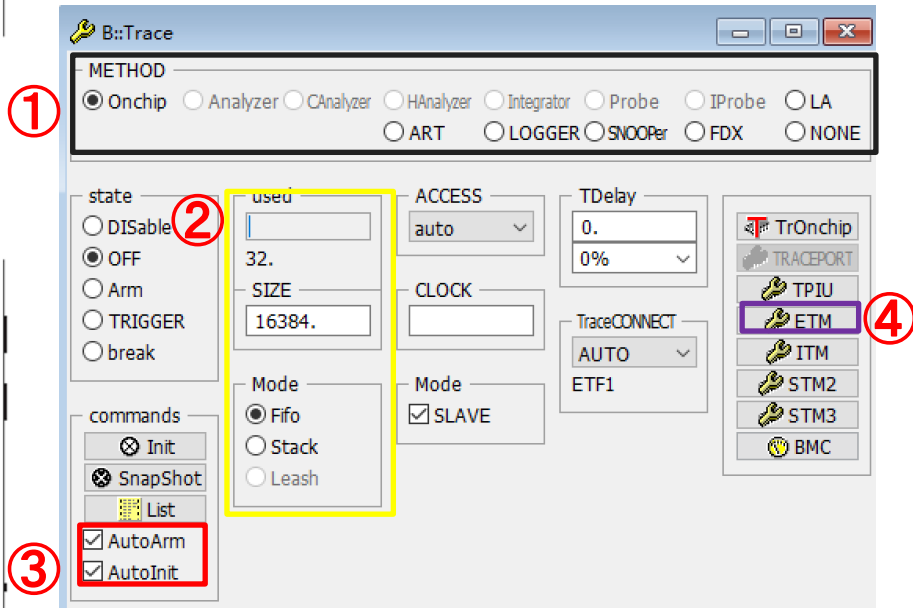 B::Trace
METHOD
① Onchip Analyzer CAnalyzer HAnalyzer Integrator Probe IProbe LA
ART LOGGER SNOOPer FDX NONE
state
DISable
OFF
Arm
TRIGGER
break
commands
Init
SnapShot
List
AutoArm
③ AutoInit
② used
32.
SIZE
16384.
Mode
Fifo
Stack
Leash
ACCESS
auto
CLOCK
Mode
SLAVE
TDelay
0.
0%
TraceCONNECT
AUTO
ETF1
TrOnchip
TRACEPORT
TPIU
ETM ④
ITM
STM2
STM3
BMC